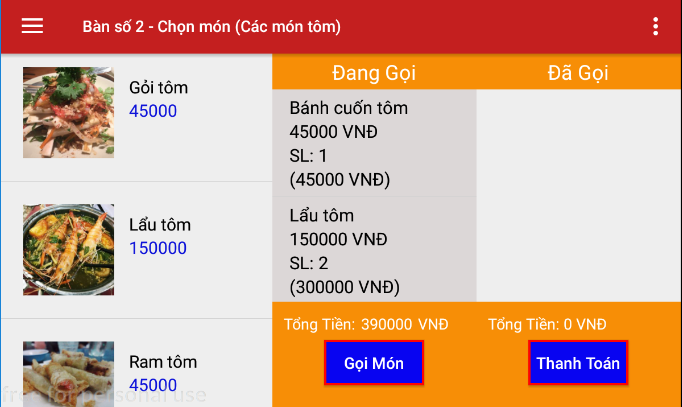 Bàn số 2 - Chọn món (Các món tôm)
Gỏi tôm
45000
Lẩu tôm
150000
Ram tôm
45000
Đang Gọi
Bánh cuốn tôm
45000 VNĐ
SL: 1
(45000 VNĐ)
Lẩu tôm
150000 VNĐ
SL: 2
(300000 VNĐ)
Tổng Tiền: 390000 VNĐ
Gọi Món
Đã Gọi
Tổng Tiền: 0 VNĐ
Thanh Toán
free for personal use